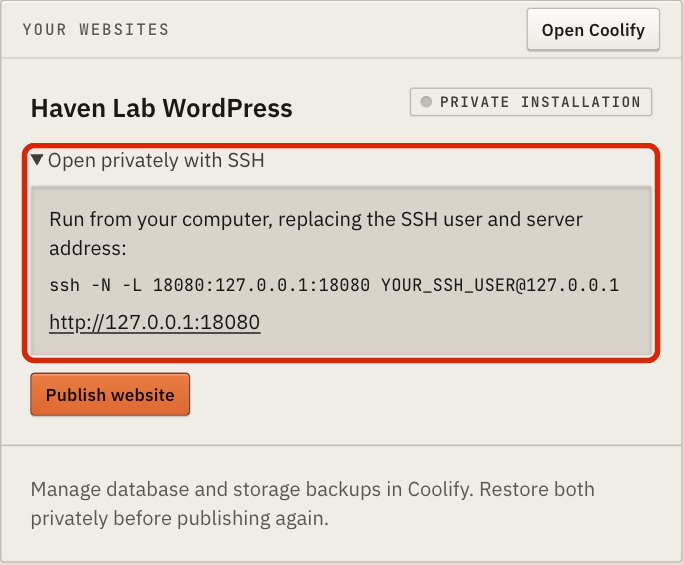 YOUR WEBSITES
Open Coolify
Haven Lab WordPress
PRIVATE INSTALLATION
Open privately with SSH
Run from your computer, replacing the SSH user and server
address:
ssh -N -L 18080:127.0.0.1:18080 YOUR_SSH_USER@127.0.0.1
http://127.0.0.1:18080
Publish website
Manage database and storage backups in Coolify. Restore both
privately before publishing again.